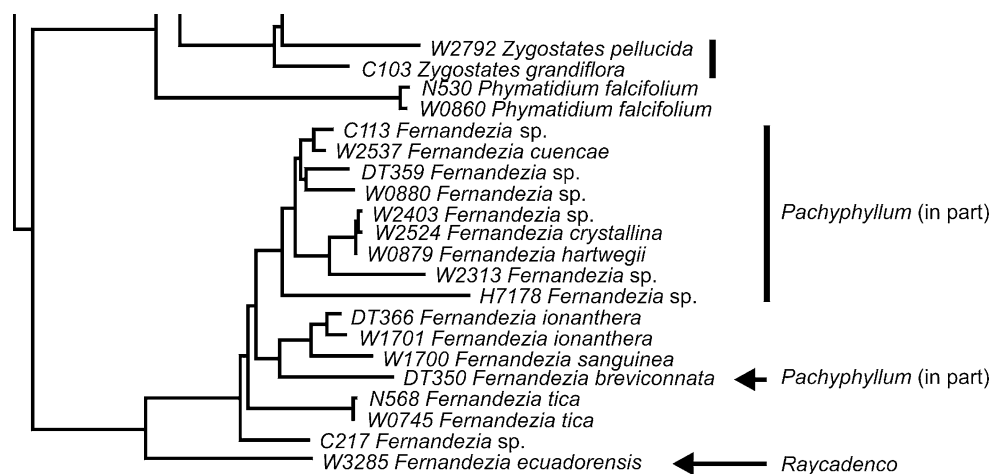 W2792 Zygostates pellucida
C103 Zygostates grandiflora
N530 Phymatidium falcifolium
W0860 Phymatidium falcifolium
C113 Fernandezia sp.
W2537 Fernandezia cuencae
DT359 Fernandezia sp.
W0880 Fernandezia sp.
W2403 Fernandezia sp.
W2524 Fernandezia crystallina
W0879 Fernandezia hartwegii
W2313 Fernandezia sp.
H7178 Fernandezia sp.
Pachyphyllum (in part)
DT366 Fernandezia ionanthera
W1701 Fernandezia ionanthera
W1700 Fernandezia sanguinea
DT350 Fernandezia breviconnata
Pachyphyllum (in part)
N568 Fernandezia tica
W0745 Fernandezia tica
C217 Fernandezia sp.
W3285 Fernandezia ecuadorensis
Raycadenco